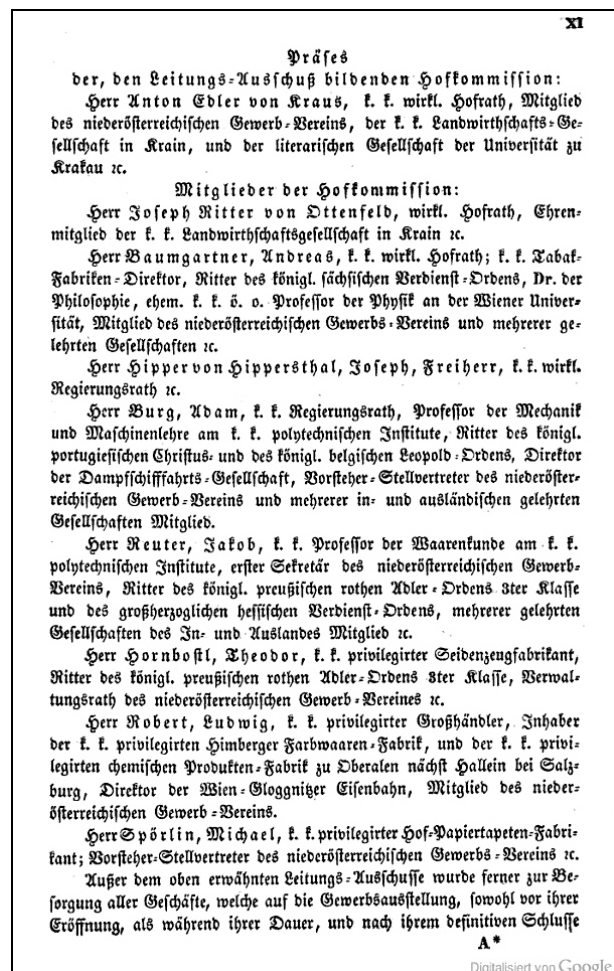 XI
Präses
der, den Leitungs-Ausschuß bildenden Hofkommission:
Herr Anton Edler von Kraus, k. k. wirkl. Hofrath, Mitglied
des niederösterreichischen Gewerb-Vereins, der k. k. Landwirthschafts-Ge-
sellschaft in Krain, und der literarischen Gesellschaft der Universität zu
Krakau ꝛc.
Mitglieder der Hofkommission:
Herr Joseph Ritter von Ottenfeld, wirkl. Hofrath, Ehren-
mitglied der k. k. Landwirthschaftsgesellschaft in Krain ꝛc.
Herr Baumgartner, Andreas, k. k. wirkl. Hofrath; k. k. Tabak-
Fabriken-Direktor, Ritter des königl. sächsischen Verdienst-Ordens, Dr. der
Philosophie, ehem. k. k. ö. o. Professor der Physik an der Wiener Univer-
sität, Mitglied des niederösterreichischen Gewerbs-Vereins und mehrerer ge-
lehrten Gesellschaften ꝛc.
Herr Hipper von Hippersthal, Joseph, Freiherr, k. k. wirkl.
Regierungsrath ꝛc.
Herr Burg, Adam, k. k. Regierungsrath, Professor der Mechanik
und Maschinenlehre am k. k. polytechnischen Institute, Ritter des königl.
portugiesischen Christus- und des königl. belgischen Leopold-Ordens, Direktor
der Dampfschifffahrts-Gesellschaft, Vorsteher-Stellvertreter des niederöster-
reichischen Gewerb-Vereins und mehrerer in- und ausländischen gelehrten
Gesellschaften Mitglied.
Herr Reuter, Jakob, k. k. Professor der Waarenkunde am k. k.
polytechnischen Institute, erster Sekretär des niederösterreichischen Gewerb-
Vereins, Ritter des königl. preußischen rothen Adler-Ordens 3ter Klasse
und des großherzoglichen hessischen Verdienst-Ordens, mehrerer gelehrten
Gesellschaften des In- und Auslandes Mitglied ꝛc.
Herr Hornbostl, Theodor, k. k. privilegirter Seidenzeugfabrikant,
Ritter des königl. preußischen rothen Adler-Ordens 3ter Klasse, Verwal-
tungsrath des niederösterreichischen Gewerb-Vereines ꝛc.
Herr Robert, Ludwig, k. k. privilegirter Großhändler, Inhaber
der k. k. privilegirten Himberger Farbwaaren-Fabrik, und der k. k. privi-
legirten chemischen Produkten-Fabrik zu Oberalen nächst Hallein bei Salz-
burg, Direktor der Wien-Gloggnitzer Eisenbahn, Mitglied des nieder-
österreichischen Gewerb-Vereins.
Herr Spörlin, Michael, k. k. privilegirter Hof-Papiertapeten-Fabri-
kant; Vorsteher-Stellvertreter des niederösterreichischen Gewerbs-Vereins ꝛc.
Außer dem oben erwähnten Leitungs-Ausschusse wurde ferner zur Be-
sorgung aller Geschäfte, welche auf die Gewerbsausstellung, sowohl vor ihrer
Eröffnung, als während ihrer Dauer, und nach ihrem definitiven Schlusse
A*
Digitalisiert von Google